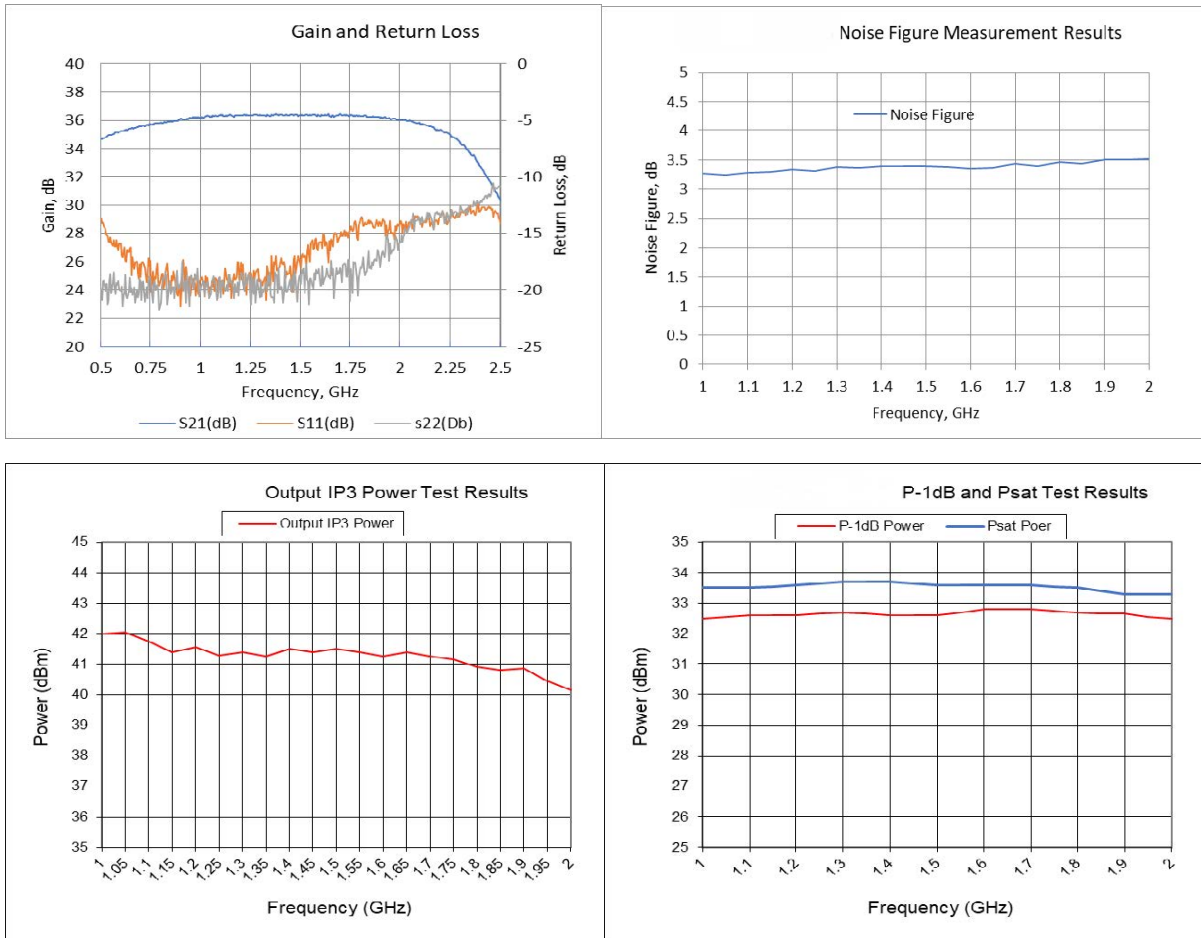 Gain and Return Loss
40
38
36
34
32
30
28
26
24
22
20
Gain, dB
0
-5
-10
-15
-20
-25
Return Loss, dB
0.5 0.75 1 1.25 1.5 1.75 2 2.25 2.5
Frequency, GHz
S21(dB) S11(dB) s22(Db)
Noise Figure Measurement Results
5
4.5
4
3.5
3
2.5
2
1.5
1
0.5
0
Noise Figure, dB
Noise Figure
1 1.1 1.2 1.3 1.4 1.5 1.6 1.7 1.8 1.9 2
Frequency, GHz
Output IP3 Power Test Results
Output IP3 Power
45
44
43
42
41
40
39
38
37
36
35
Power (dBm)
1 1.05 1.1 1.15 1.2 1.25 1.3 1.35 1.4 1.45 1.5 1.55 1.6 1.65 1.7 1.75 1.8 1.85 1.9 1.95 2
Frequency (GHz)
P-1dB and Psat Test Results
P-1dB Power Psat Poer
35
34
33
32
31
30
29
28
27
26
25
Power (dBm)
1 1.1 1.2 1.3 1.4 1.5 1.6 1.7 1.8 1.9 2
Frequency (GHz)